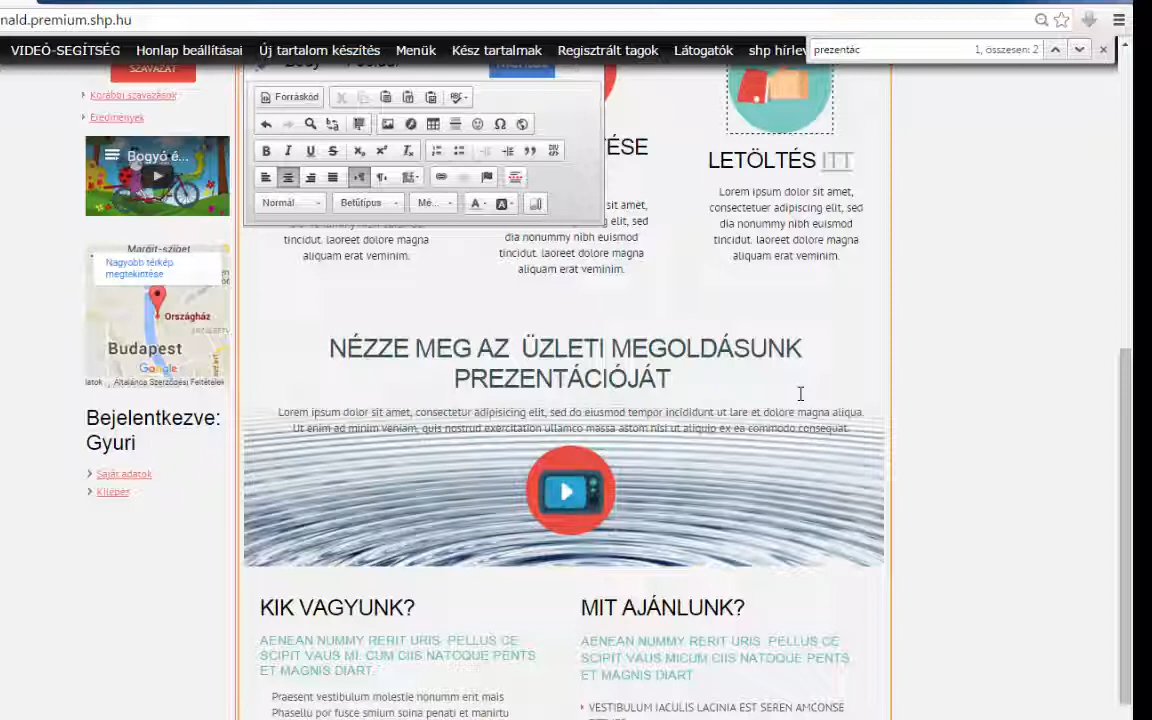 nald.premium.shp.hu
VIDEÓ-SEGÍTSÉG Honlap beállításai Új tartalom készítés Menük Kész tartalmak Regisztrált tagok Látogatók shp hírlev
prezentác 1, összesen: 2
SZAVAZAT
Korábbi szavazások
Eredmények
Bogyó é...
Margit-sziget
Nagyobb térkép
megtekintése
Országház
Budapest
Google
Általános Szerződési Feltételek
Bejelentkezve:
Gyuri
Saját adatok
Kilépés
Forráskód
Normál Betűtípus Mé...
TÉSE
sit amet,
elit, sed
tincidunt. laoreet dolore magna
aliquam erat veminim.
dia nonummy nibh euismod
tincidunt. laoreet dolore magna
aliquam erat veminim.
LETÖLTÉS ITT
Lorem ipsum dolor sit amet,
consectetuer adipiscing elit, sed
dia nonummy nibh euismod
tincidunt. laoreet dolore magna
aliquam erat veminim.
NÉZZE MEG AZ ÜZLETI MEGOLDÁSUNK
PREZENTÁCIÓJÁT
Lorem ipsum dolor sit amet, consectetur adipisicing elit, sed do eiusmod tempor incididunt ut lare et dolore magna aliqua.
Ut enim ad minim veniam, quis nostrud exercitation ullamco massa astom nisi ut aliquip ex ea commodo consequat.
KIK VAGYUNK?
AENEAN NUMMY RERIT URIS. PELLUS CE
SCIPIT VAUS MI. CUM CIIS NATOQUE PENTS
ET MAGNIS DIART.
Praesent vestibulum molestie nonumm erit mais
Phasellu por fusce smium soina penati et manirtu
MIT AJÁNLUNK?
AENEAN NUMMY RERIT URIS. PELLUS CE
SCIPIT VAUS MICUM CIIS NATOQUE PENTS
ET MAGNIS DIART
VESTIBULUM IACULIS LACINIA EST SEREN AMCONSE